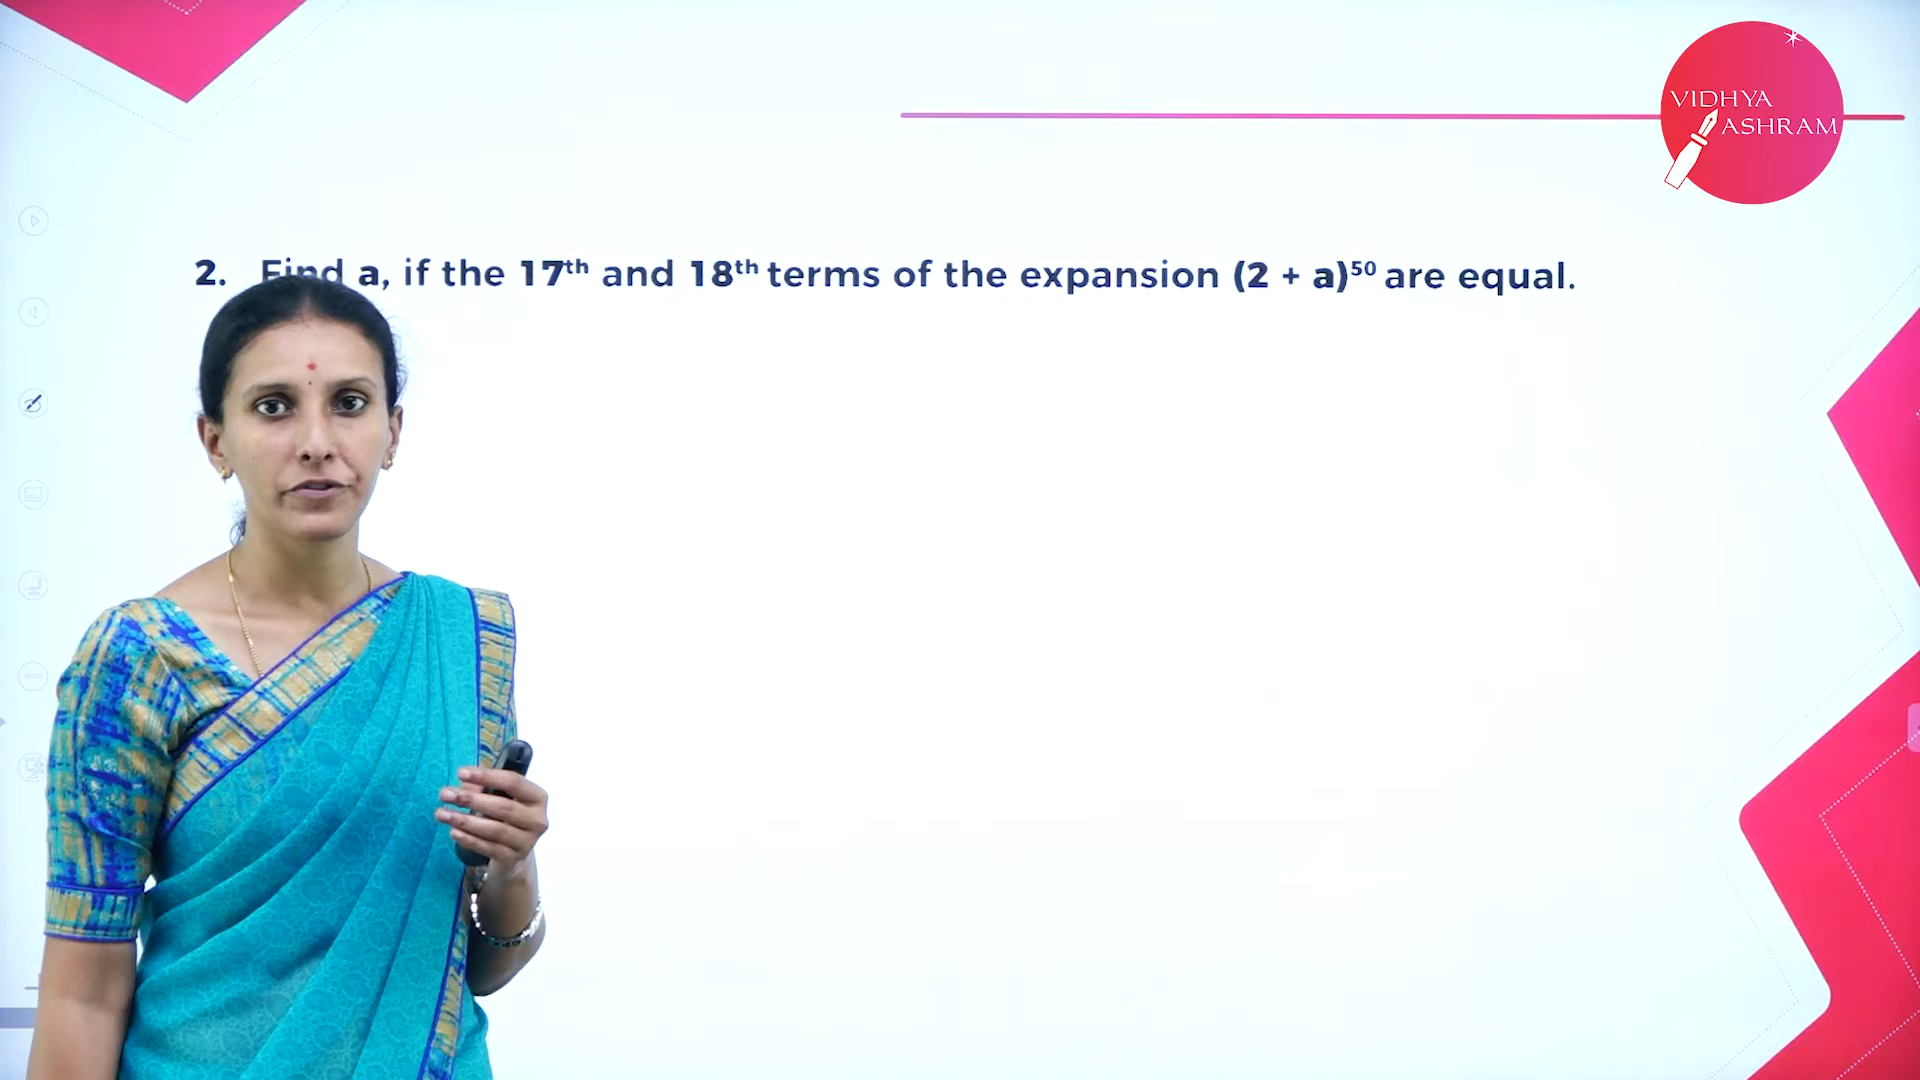 VIDHYA
ASHRAM
2. Find a, if the 17th and 18th terms of the expansion (2 + a)⁵⁰ are equal.